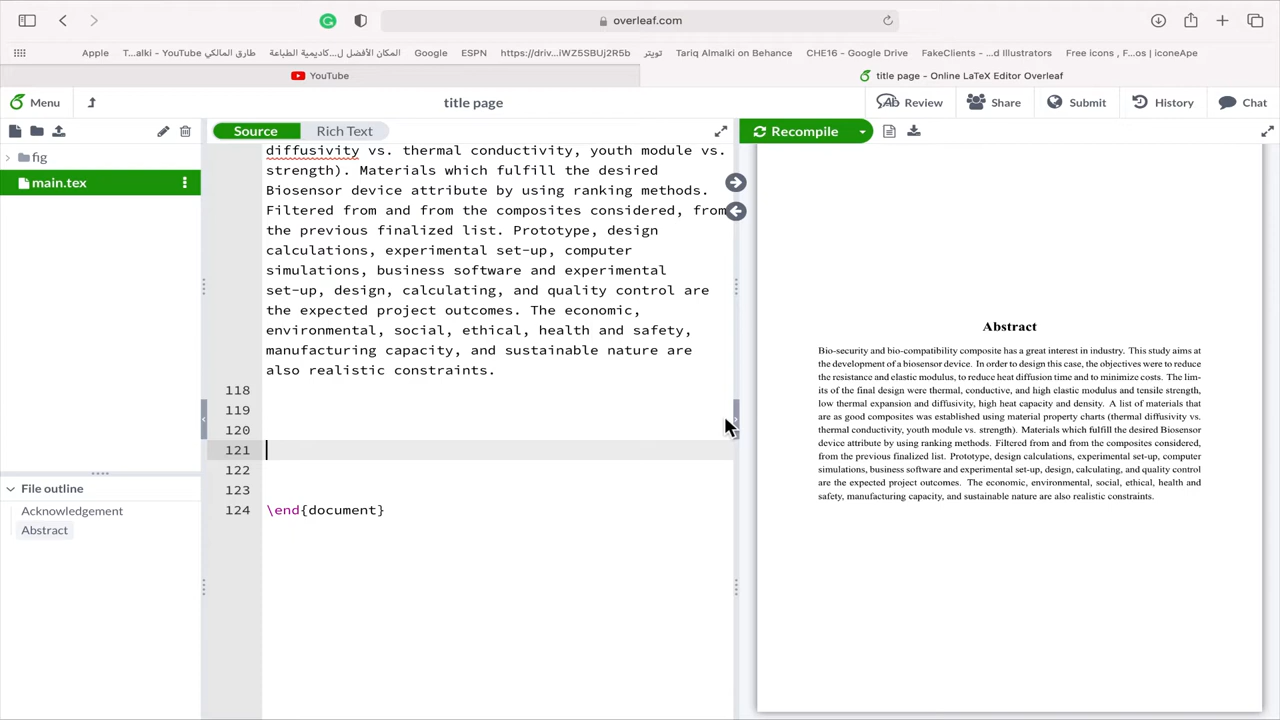 overleaf.com
Apple
طارق المالكي - YouTube
T...alki
المكان الأفضل ل...كاديمية الطباعة
Google
ESPN
https://driv...iWZ5SBUj2R5b
تويتر
Tariq Almalki on Behance
CHE16 - Google Drive
FakeClients - ...d Illustrators
Free icons , F...os | iconeApe
YouTube
title page - Online LaTeX Editor Overleaf
Menu
title page
Review
Share
Submit
History
Chat
Source
Rich Text
Recompile
fig
main.tex
File outline
Acknowledgement
Abstract
diffusivity vs. thermal conductivity, youth module vs.
strength). Materials which fulfill the desired
Biosensor device attribute by using ranking methods.
Filtered from and from the composites considered, from
the previous finalized list. Prototype, design
calculations, experimental set-up, computer
simulations, business software and experimental
set-up, design, calculating, and quality control are
the expected project outcomes. The economic,
environmental, social, ethical, health and safety,
manufacturing capacity, and sustainable nature are
also realistic constraints.
118
119
120
121
122
123
124 \end{document}
Abstract
Bio-security and bio-compatibility composite has a great interest in industry. This study aims at
the development of a biosensor device. In order to design this case, the objectives were to reduce
the resistance and elastic modulus, to reduce heat diffusion time and to minimize costs. The lim-
its of the final design were thermal, conductive, and high elastic modulus and tensile strength,
low thermal expansion and diffusivity, high heat capacity and density. A list of materials that
are as good composites was established using material property charts (thermal diffusivity vs.
thermal conductivity, youth module vs. strength). Materials which fulfill the desired Biosensor
device attribute by using ranking methods. Filtered from and from the composites considered,
from the previous finalized list. Prototype, design calculations, experimental set-up, computer
simulations, business software and experimental set-up, design, calculating, and quality control
are the expected project outcomes. The economic, environmental, social, ethical, health and
safety, manufacturing capacity, and sustainable nature are also realistic constraints.